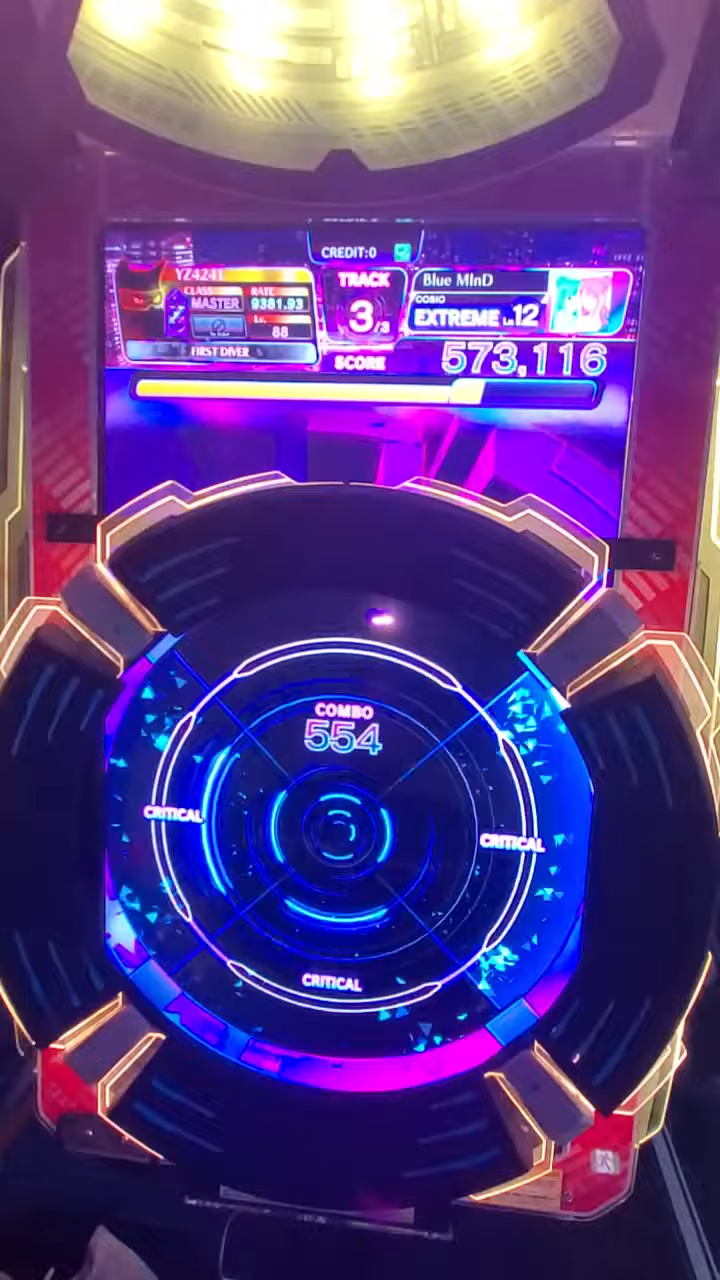 CREDIT:0
YZ4241
CLASS
RATE
MASTER
9381.93
Lv.
88
FIRST DIVER
TRACK
3/3
Blue MInD
COSIO
EXTREME Lv.12
SCORE
573,116
COMBO
554
CRITICAL
CRITICAL
CRITICAL